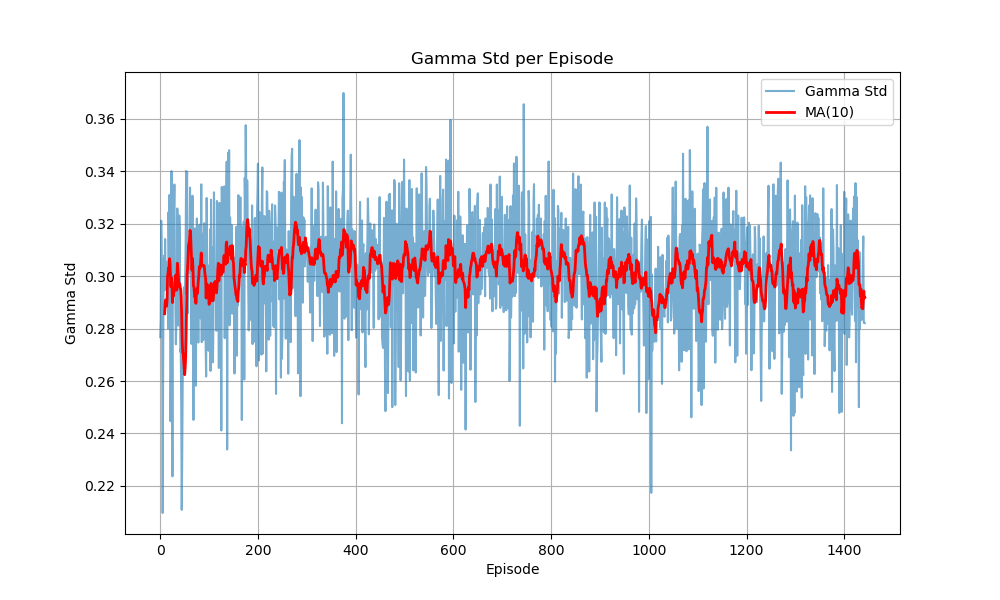 Gamma Std per Episode
Gamma Std
MA(10)
0.36
0.34
0.32
0.30
0.28
0.26
0.24
0.22
Gamma Std
0 200 400 600 800 1000 1200 1400
Episode